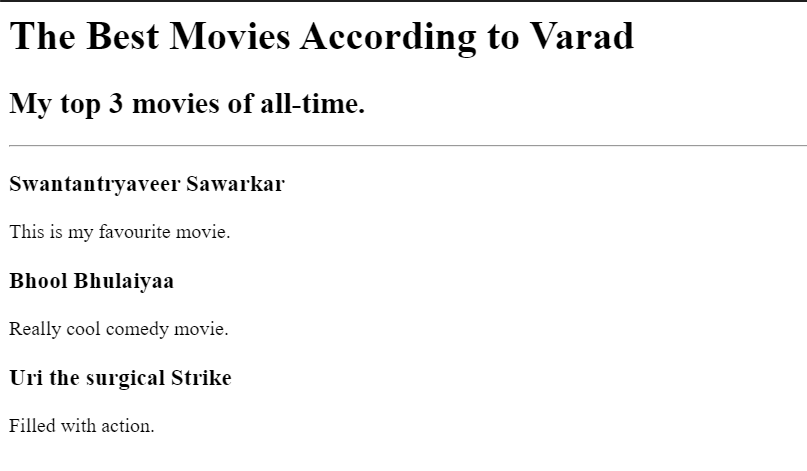 The Best Movies According to Varad
My top 3 movies of all-time.
Swantantryaveer Sawarkar
This is my favourite movie.
Bhool Bhulaiyaa
Really cool comedy movie.
Uri the surgical Strike
Filled with action.